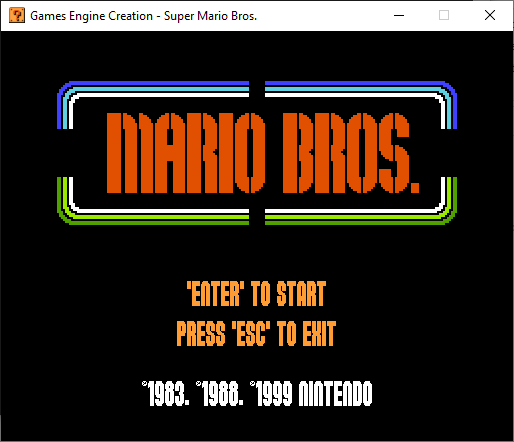 Games Engine Creation - Super Mario Bros.
MARIO BROS.
'ENTER' TO START
PRESS 'ESC' TO EXIT
©1983. ©1988. ©1999 NINTENDO